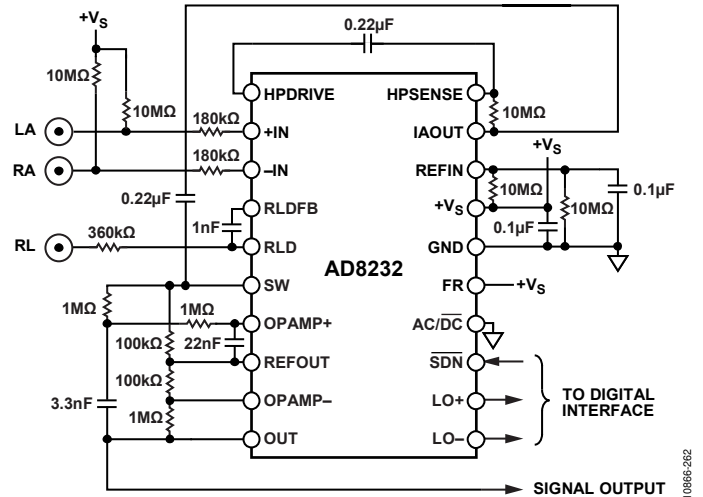 0.22µF
+VS
10MΩ
10MΩ
180kΩ
LA
180kΩ
RA
0.22µF
1nF
360kΩ
RL
1MΩ
1MΩ
100kΩ
22nF
100kΩ
3.3nF
1MΩ
HPDRIVE
+IN
–IN
RLDFB
RLD
SW
OPAMP+
REFOUT
OPAMP–
OUT
AD8232
HPSENSE
IAOUT
REFIN
+VS
GND
FR
AC/DC
SDN
LO+
LO–
10MΩ
+VS
10MΩ
0.1µF
10MΩ
0.1µF
+VS
TO DIGITAL
INTERFACE
SIGNAL OUTPUT
10866-262